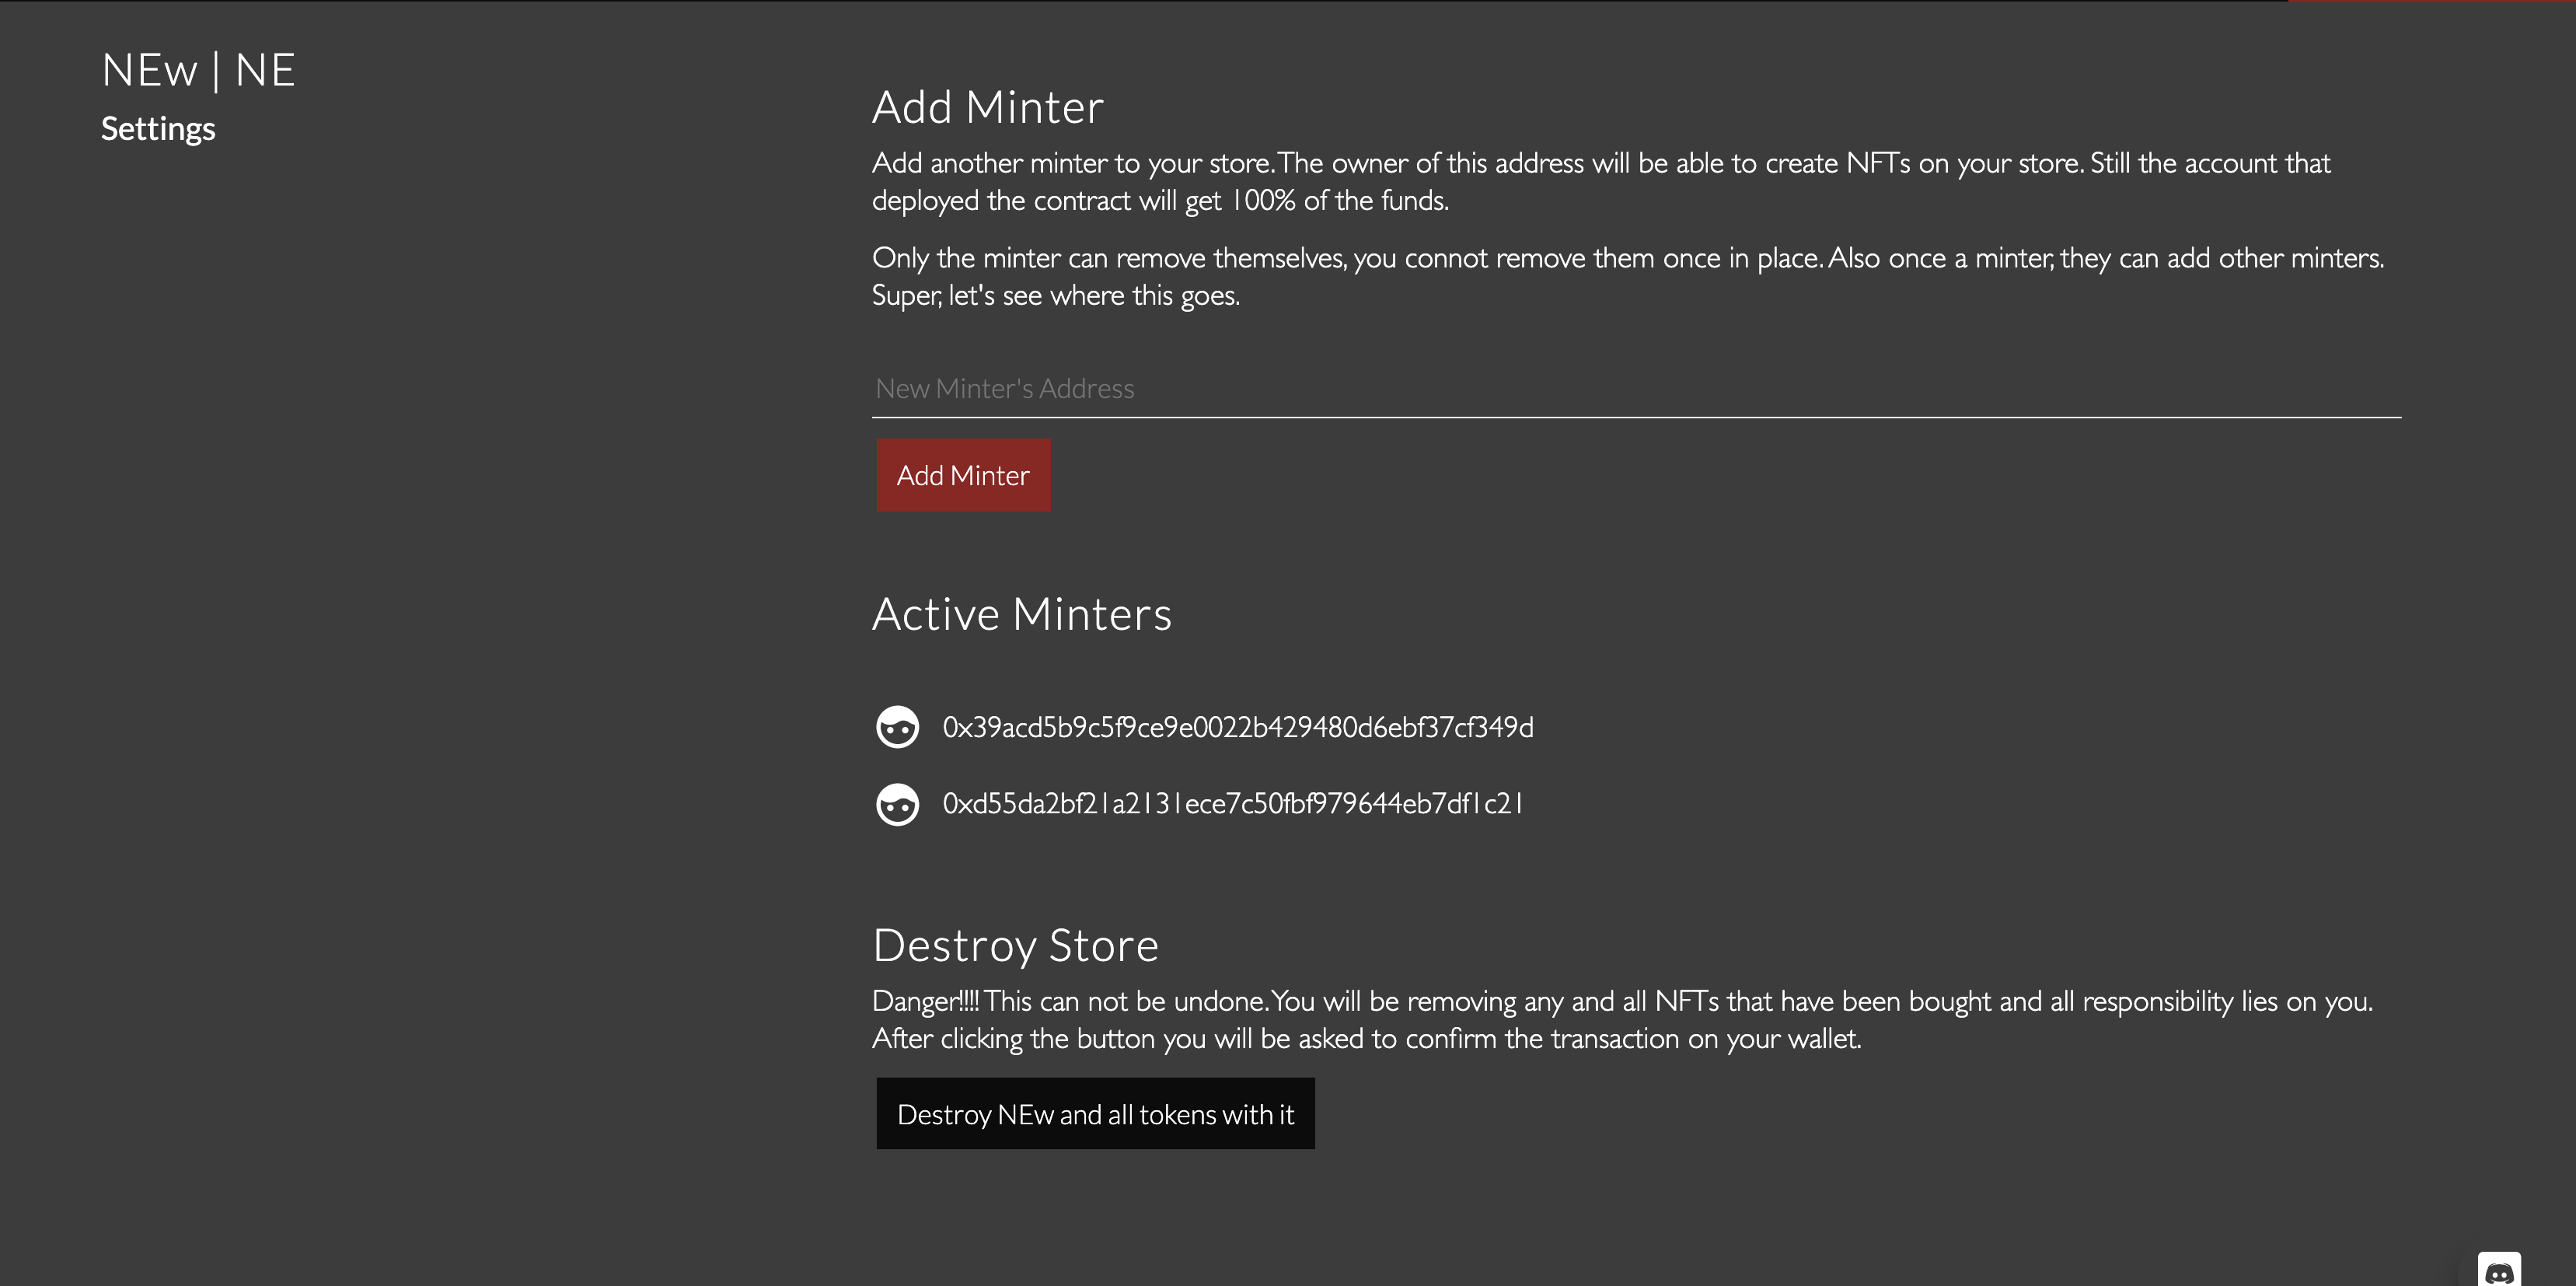 NEw | NE
Settings
Add Minter
Add another minter to your store. The owner of this address will be able to create NFTs on your store. Still the account that
deployed the contract will get 100% of the funds.
Only the minter can remove themselves, you connot remove them once in place. Also once a minter, they can add other minters.
Super, let's see where this goes.
New Minter's Address
Add Minter
Active Minters
0x39acd5b9c5f9ce9e0022b429480d6ebf37cf349d
0xd55da2bf21a2131ece7c50fbf979644eb7df1c21
Destroy Store
Danger!!!! This can not be undone. You will be removing any and all NFTs that have been bought and all responsibility lies on you.
After clicking the button you will be asked to confirm the transaction on your wallet.
Destroy NEw and all tokens with it